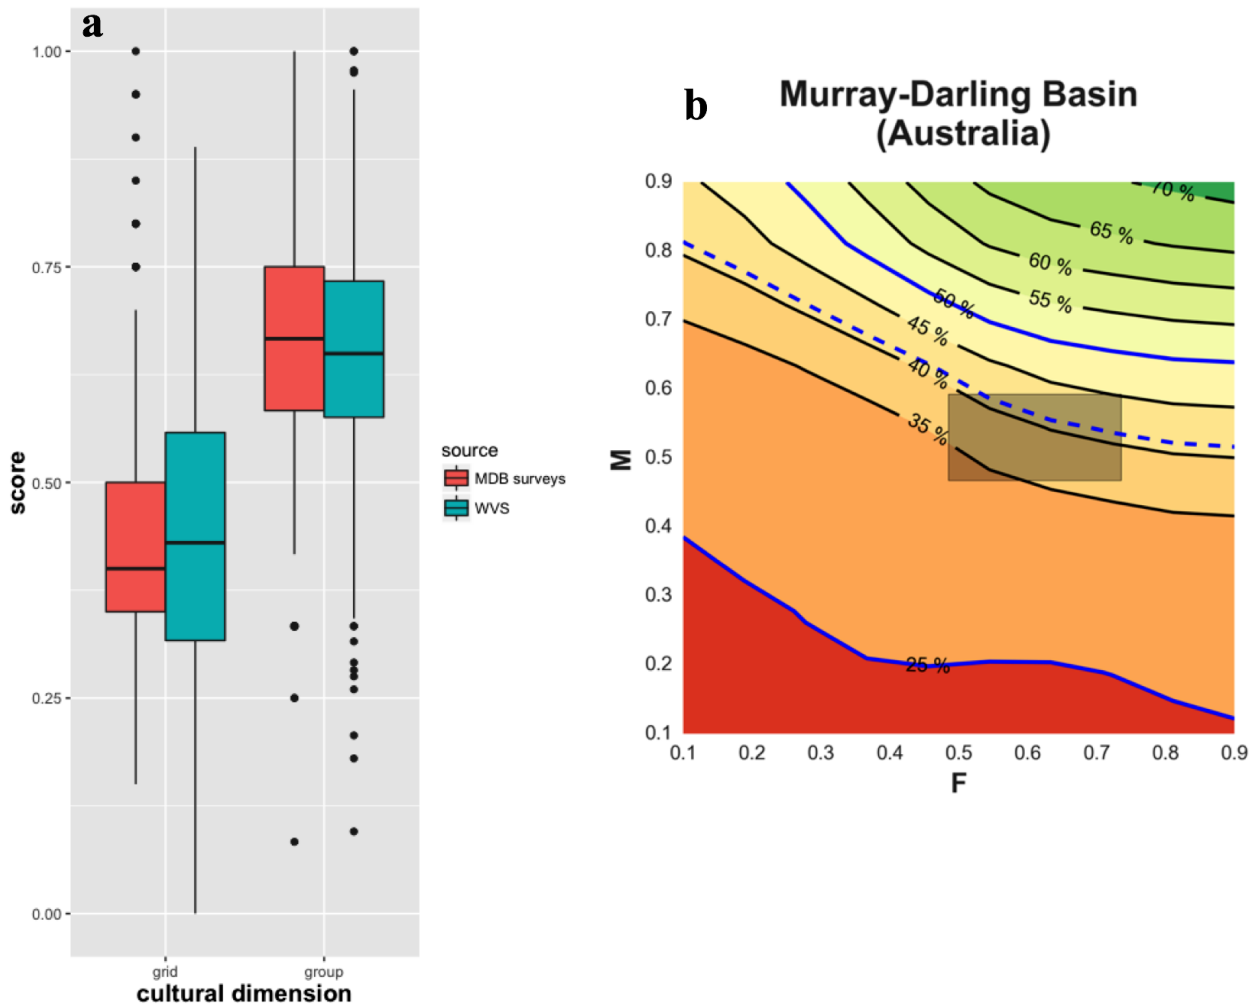 a
1.00
0.75
0.50
0.25
0.00
score
grid
group
cultural dimension
source
MDB surveys
WVS
b
Murray-Darling Basin
(Australia)
0.9
0.8
0.7
0.6
0.5
0.4
0.3
0.2
0.1
M
70 %
65 %
60 %
55 %
50 %
45 %
40 %
35 %
25 %
0.1 0.2 0.3 0.4 0.5 0.6 0.7 0.8 0.9
F